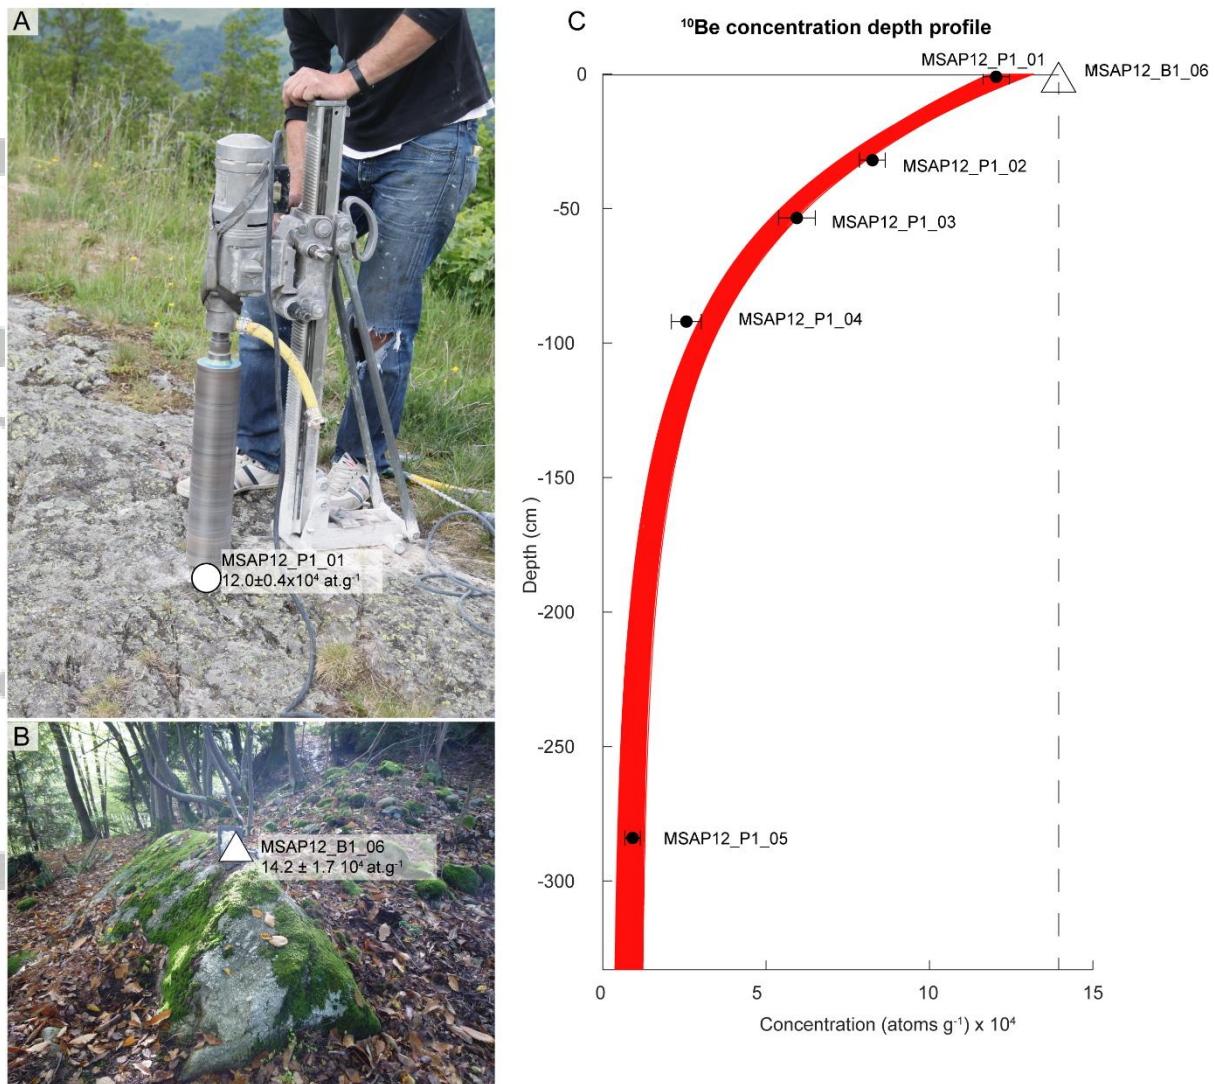 A
MSAP12_P1_01
12.0±0.4x10⁴ at.g⁻¹
B
MSAP12_B1_06
14.2 ± 1.7 10⁴ at.g⁻¹
C
¹⁰Be concentration depth profile
MSAP12_P1_01
MSAP12_B1_06
MSAP12_P1_02
MSAP12_P1_03
MSAP12_P1_04
MSAP12_P1_05
0
-50
-100
-150
-200
-250
-300
Depth (cm)
0
5
10
15
Concentration (atoms g⁻¹) x 10⁴